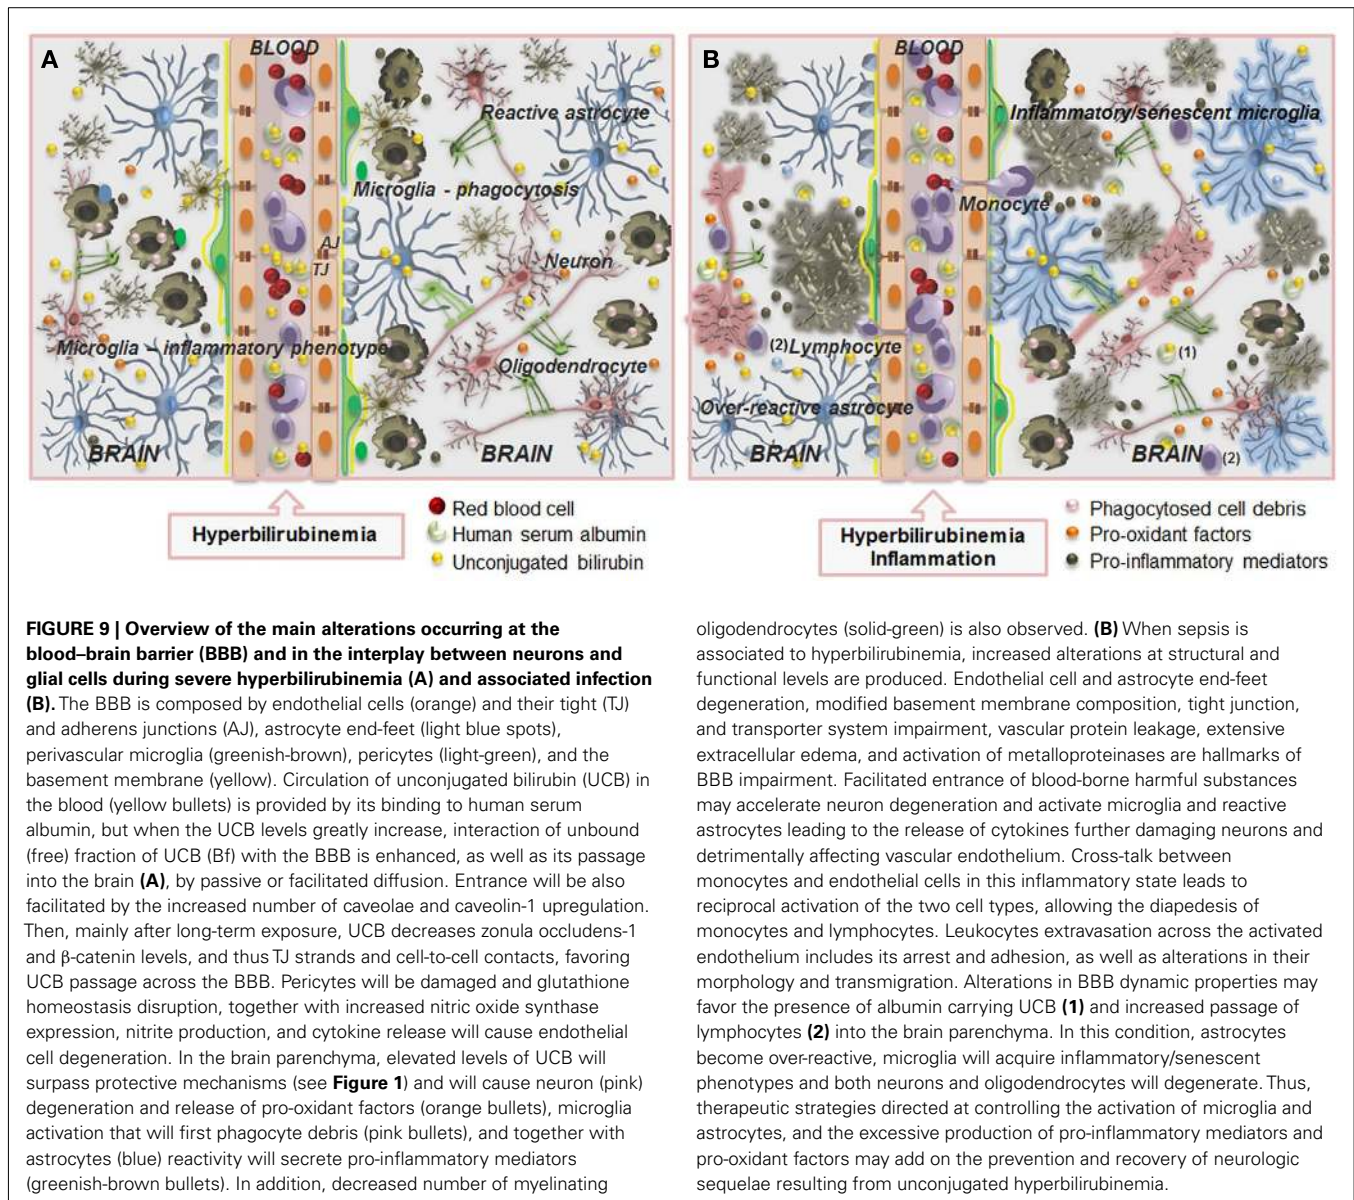 A
BLOOD
Reactive astrocyte
Microglia - phagocytosis
AJ
TJ
Neuron
Microglia - inflammatory phenotype
Oligodendrocyte
BRAIN
BRAIN
Hyperbilirubinemia
Red blood cell
Human serum albumin
Unconjugated bilirubin
B
BLOOD
Inflammatory/senescent microglia
Monocyte
(2)Lymphocyte
(1)
Over-reactive astrocyte
BRAIN
BRAIN
(2)
Hyperbilirubinemia
Inflammation
Phagocytosed cell debris
Pro-oxidant factors
Pro-inflammatory mediators
FIGURE 9 | Overview of the main alterations occurring at the
blood–brain barrier (BBB) and in the interplay between neurons and
glial cells during severe hyperbilirubinemia (A) and associated infection
(B). The BBB is composed by endothelial cells (orange) and their tight (TJ)
and adherens junctions (AJ), astrocyte end-feet (light blue spots),
perivascular microglia (greenish-brown), pericytes (light-green), and the
basement membrane (yellow). Circulation of unconjugated bilirubin (UCB) in
the blood (yellow bullets) is provided by its binding to human serum
albumin, but when the UCB levels greatly increase, interaction of unbound
(free) fraction of UCB (Bf) with the BBB is enhanced, as well as its passage
into the brain (A), by passive or facilitated diffusion. Entrance will be also
facilitated by the increased number of caveolae and caveolin-1 upregulation.
Then, mainly after long-term exposure, UCB decreases zonula occludens-1
and β-catenin levels, and thus TJ strands and cell-to-cell contacts, favoring
UCB passage across the BBB. Pericytes will be damaged and glutathione
homeostasis disruption, together with increased nitric oxide synthase
expression, nitrite production, and cytokine release will cause endothelial
cell degeneration. In the brain parenchyma, elevated levels of UCB will
surpass protective mechanisms (see Figure 1) and will cause neuron (pink)
degeneration and release of pro-oxidant factors (orange bullets), microglia
activation that will first phagocyte debris (pink bullets), and together with
astrocytes (blue) reactivity will secrete pro-inflammatory mediators
(greenish-brown bullets). In addition, decreased number of myelinating
oligodendrocytes (solid-green) is also observed. (B) When sepsis is
associated to hyperbilirubinemia, increased alterations at structural and
functional levels are produced. Endothelial cell and astrocyte end-feet
degeneration, modified basement membrane composition, tight junction,
and transporter system impairment, vascular protein leakage, extensive
extracellular edema, and activation of metalloproteinases are hallmarks of
BBB impairment. Facilitated entrance of blood-borne harmful substances
may accelerate neuron degeneration and activate microglia and reactive
astrocytes leading to the release of cytokines further damaging neurons and
detrimentally affecting vascular endothelium. Cross-talk between
monocytes and endothelial cells in this inflammatory state leads to
reciprocal activation of the two cell types, allowing the diapedesis of
monocytes and lymphocytes. Leukocytes extravasation across the activated
endothelium includes its arrest and adhesion, as well as alterations in their
morphology and transmigration. Alterations in BBB dynamic properties may
favor the presence of albumin carrying UCB (1) and increased passage of
lymphocytes (2) into the brain parenchyma. In this condition, astrocytes
become over-reactive, microglia will acquire inflammatory/senescent
phenotypes and both neurons and oligodendrocytes will degenerate. Thus,
therapeutic strategies directed at controlling the activation of microglia and
astrocytes, and the excessive production of pro-inflammatory mediators and
pro-oxidant factors may add on the prevention and recovery of neurologic
sequelae resulting from unconjugated hyperbilirubinemia.